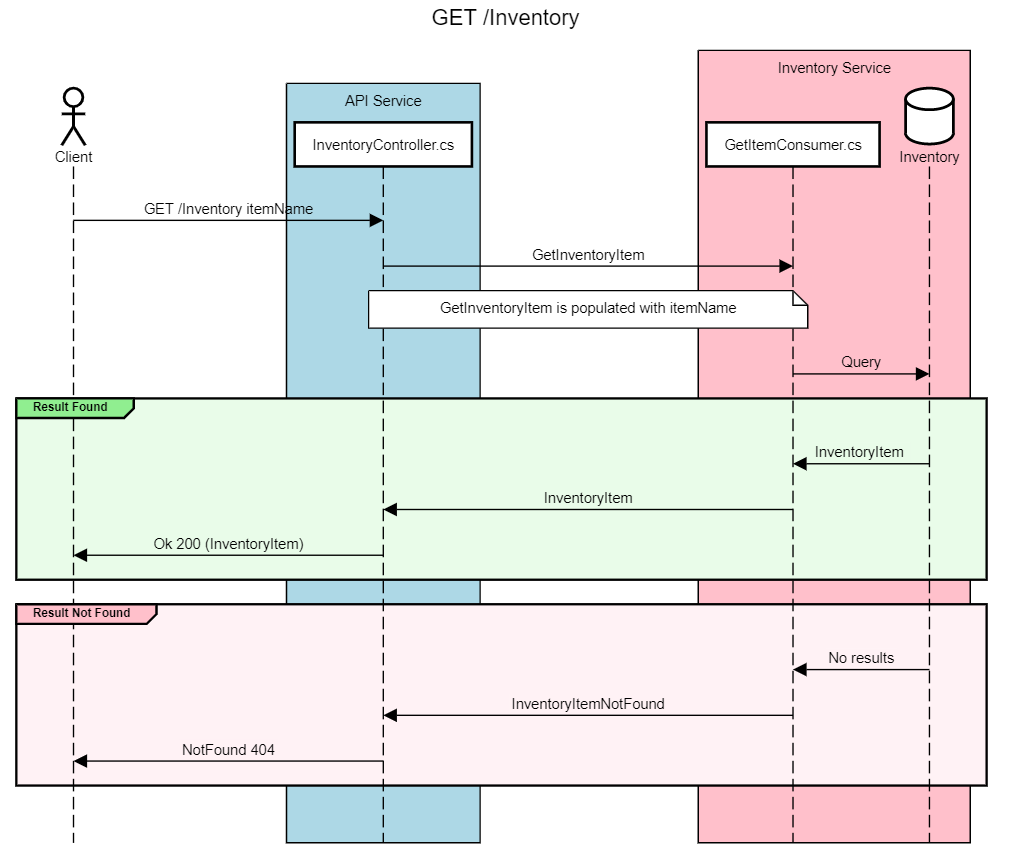 GET /Inventory
Inventory Service
API Service
InventoryController.cs
GetItemConsumer.cs
Client
Inventory
GET /Inventory itemName
GetInventoryItem
GetInventoryItem is populated with itemName
Query
Result Found
InventoryItem
InventoryItem
Ok 200 (InventoryItem)
Result Not Found
No results
InventoryItemNotFound
NotFound 404